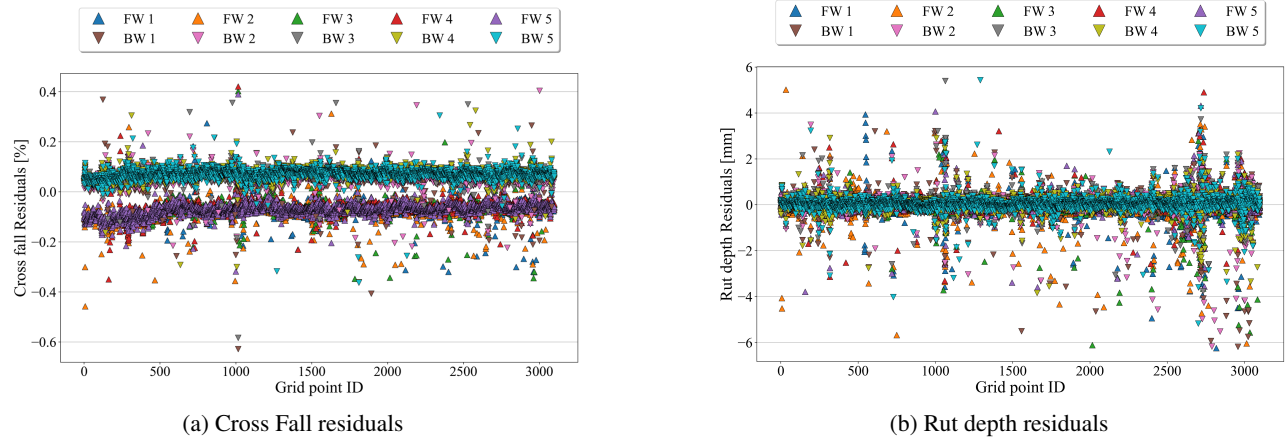 FW 1 FW 2 FW 3 FW 4 FW 5
BW 1 BW 2 BW 3 BW 4 BW 5
0.4
0.2
0.0
−0.2
−0.4
−0.6
Cross fall Residuals [%]
0 500 1000 1500 2000 2500 3000
Grid point ID
(a) Cross Fall residuals
FW 1 FW 2 FW 3 FW 4 FW 5
BW 1 BW 2 BW 3 BW 4 BW 5
6
4
2
0
−2
−4
−6
Rut depth Residuals [mm]
0 500 1000 1500 2000 2500 3000
Grid point ID
(b) Rut depth residuals